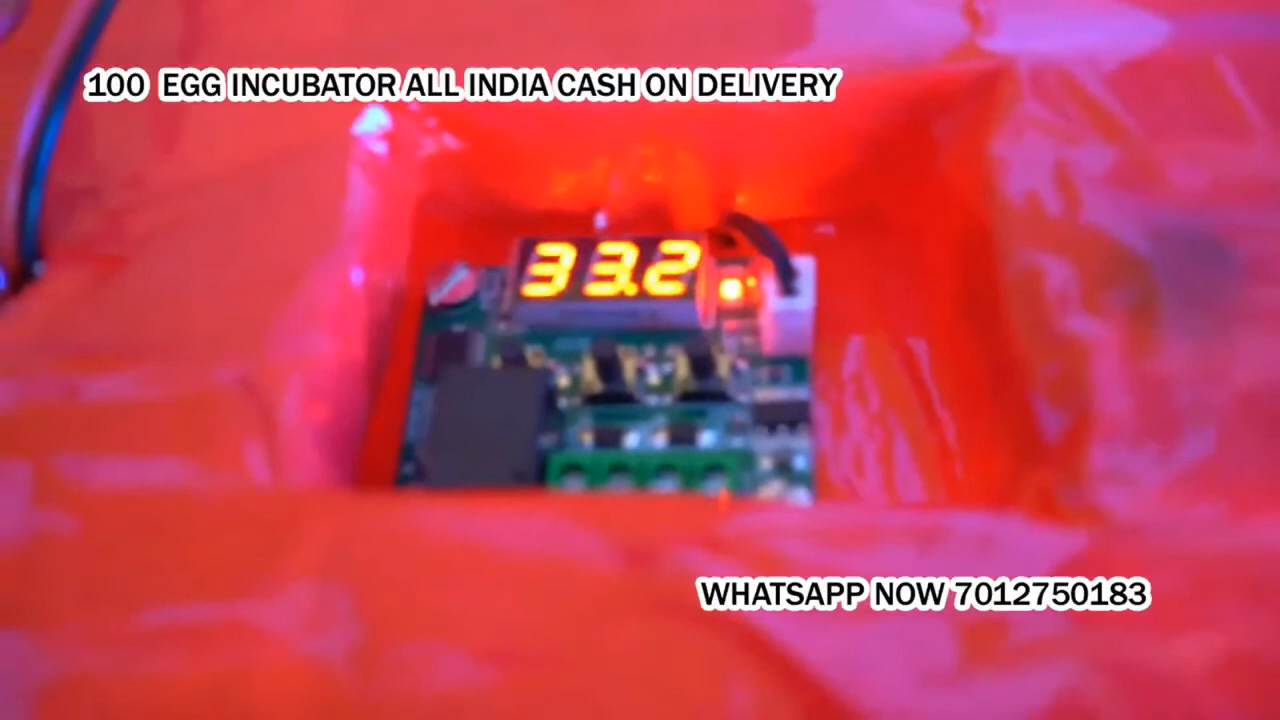 100 EGG INCUBATOR ALL INDIA CASH ON DELIVERY
33.2
WHATSAPP NOW 7012750183